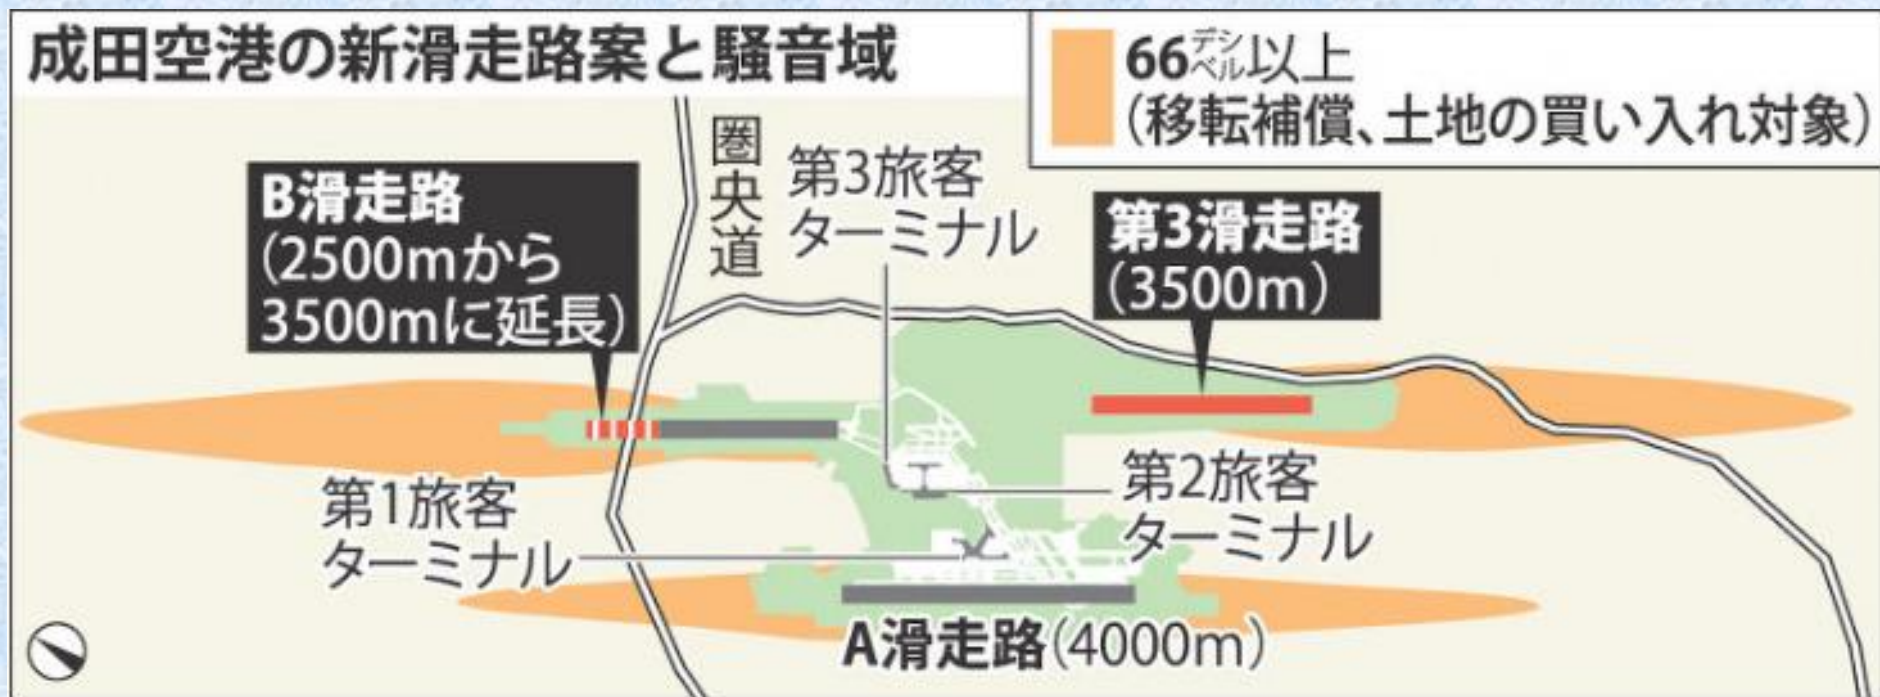 成田空港の新滑走路案と騒音域
66デシベル以上
(移転補償、土地の買い入れ対象)
圏央道
第3旅客
ターミナル
B滑走路
(2500mから
3500mに延長)
第3滑走路
(3500m)
第1旅客
ターミナル
第2旅客
ターミナル
A滑走路(4000m)